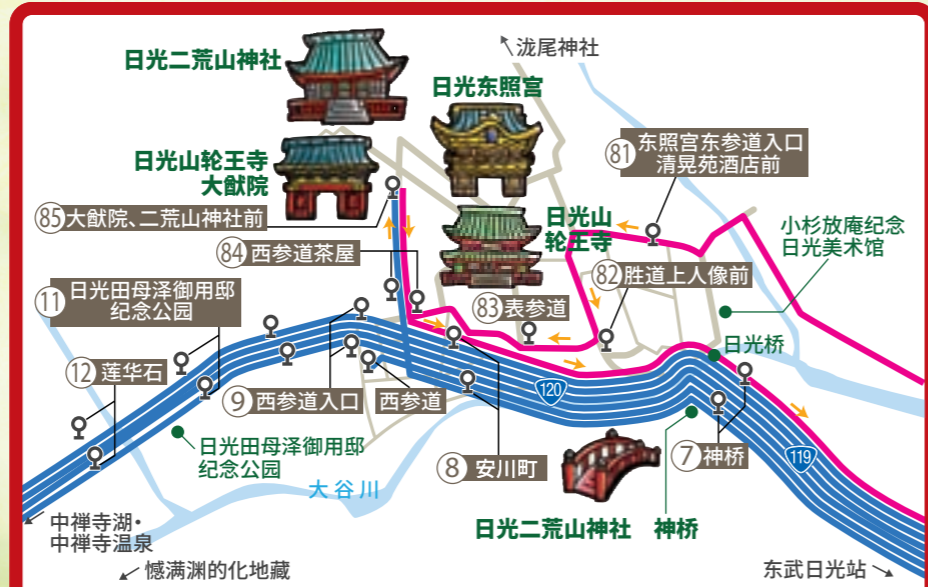 泷尾神社
日光二荒山神社
日光东照宫
81 东照宫东参道入口
清晃苑酒店前
日光山轮王寺
大猷院
日光山
轮王寺
85 大猷院、二荒山神社前
小杉放庵纪念
日光美术馆
84 西参道茶屋
82 胜道上人像前
11 日光田母泽御用邸
纪念公园
83 表参道
日光桥
12 莲华石
9 西参道入口
西参道
120
日光田母泽御用邸
纪念公园
8 安川町
7 神桥
119
大谷川
日光二荒山神社 神桥
中禅寺湖・
中禅寺温泉
憾满渊的化地藏
东武日光站